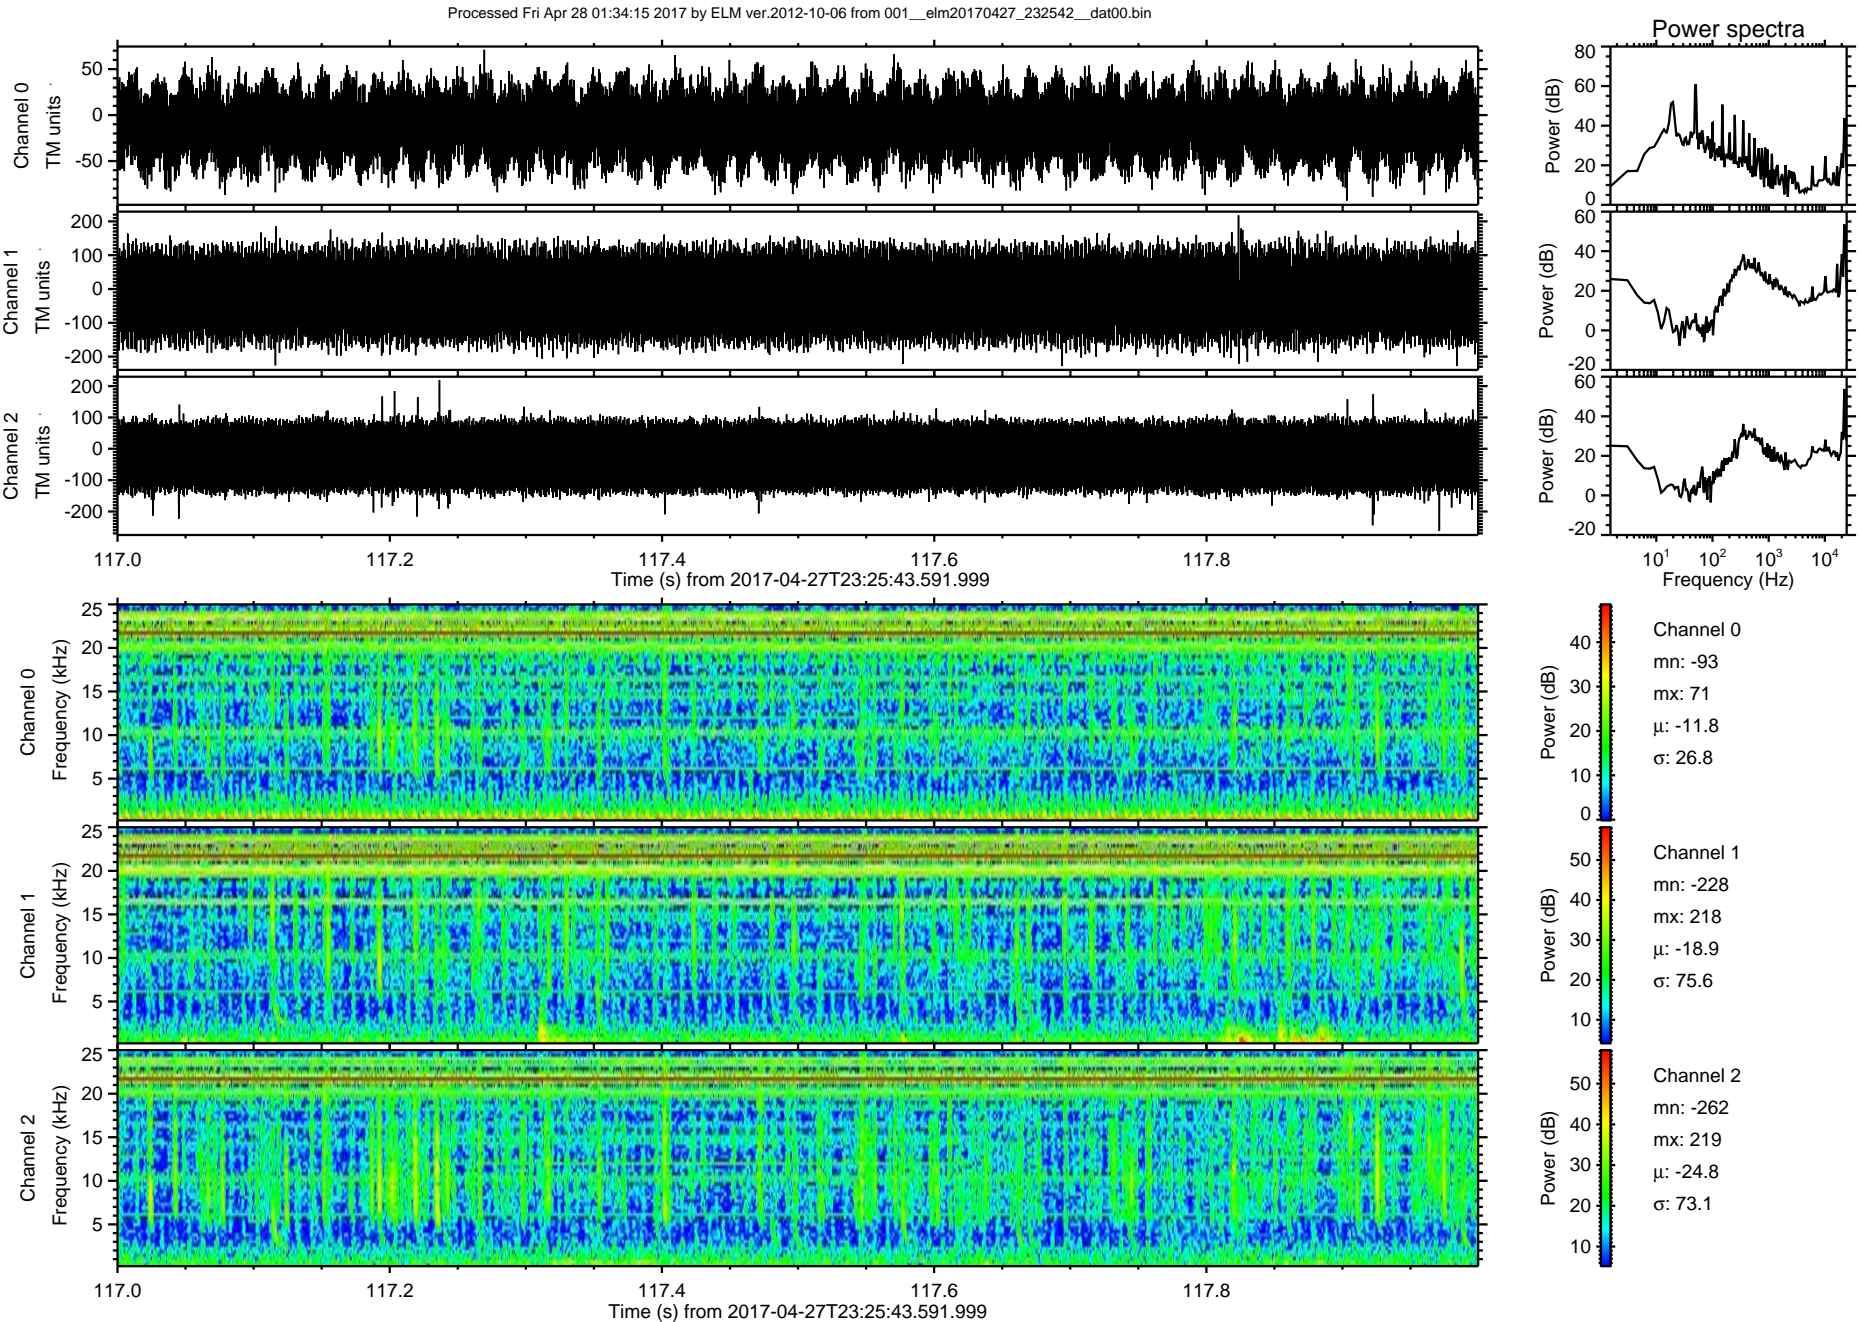 Processed Fri Apr 28 01:34:15 2017 by ELM ver.2012-10-06 from 001__elm20170427_232542__dat00.bin
Power spectra
Channel 0
TM units
50
0
-50
Power (dB)
80
60
40
20
0
Channel 1
TM units
200
100
0
-100
-200
Power (dB)
60
40
20
0
-20
Channel 2
TM units
200
100
0
-100
-200
Power (dB)
60
40
20
0
-20
117.0 117.2 117.4 117.6 117.8
Time (s) from 2017-04-27T23:25:43.591.999
10^1 10^2 10^3 10^4
Frequency (Hz)
Channel 0
Frequency (kHz)
25
20
15
10
5
Power (dB)
40
30
20
10
0
Channel 0
mn: -93
mx: 71
μ: -11.8
σ: 26.8
Channel 1
Frequency (kHz)
25
20
15
10
5
Power (dB)
50
40
30
20
10
Channel 1
mn: -228
mx: 218
μ: -18.9
σ: 75.6
Channel 2
Frequency (kHz)
25
20
15
10
5
Power (dB)
50
40
30
20
10
Channel 2
mn: -262
mx: 219
μ: -24.8
σ: 73.1
117.0 117.2 117.4 117.6 117.8
Time (s) from 2017-04-27T23:25:43.591.999